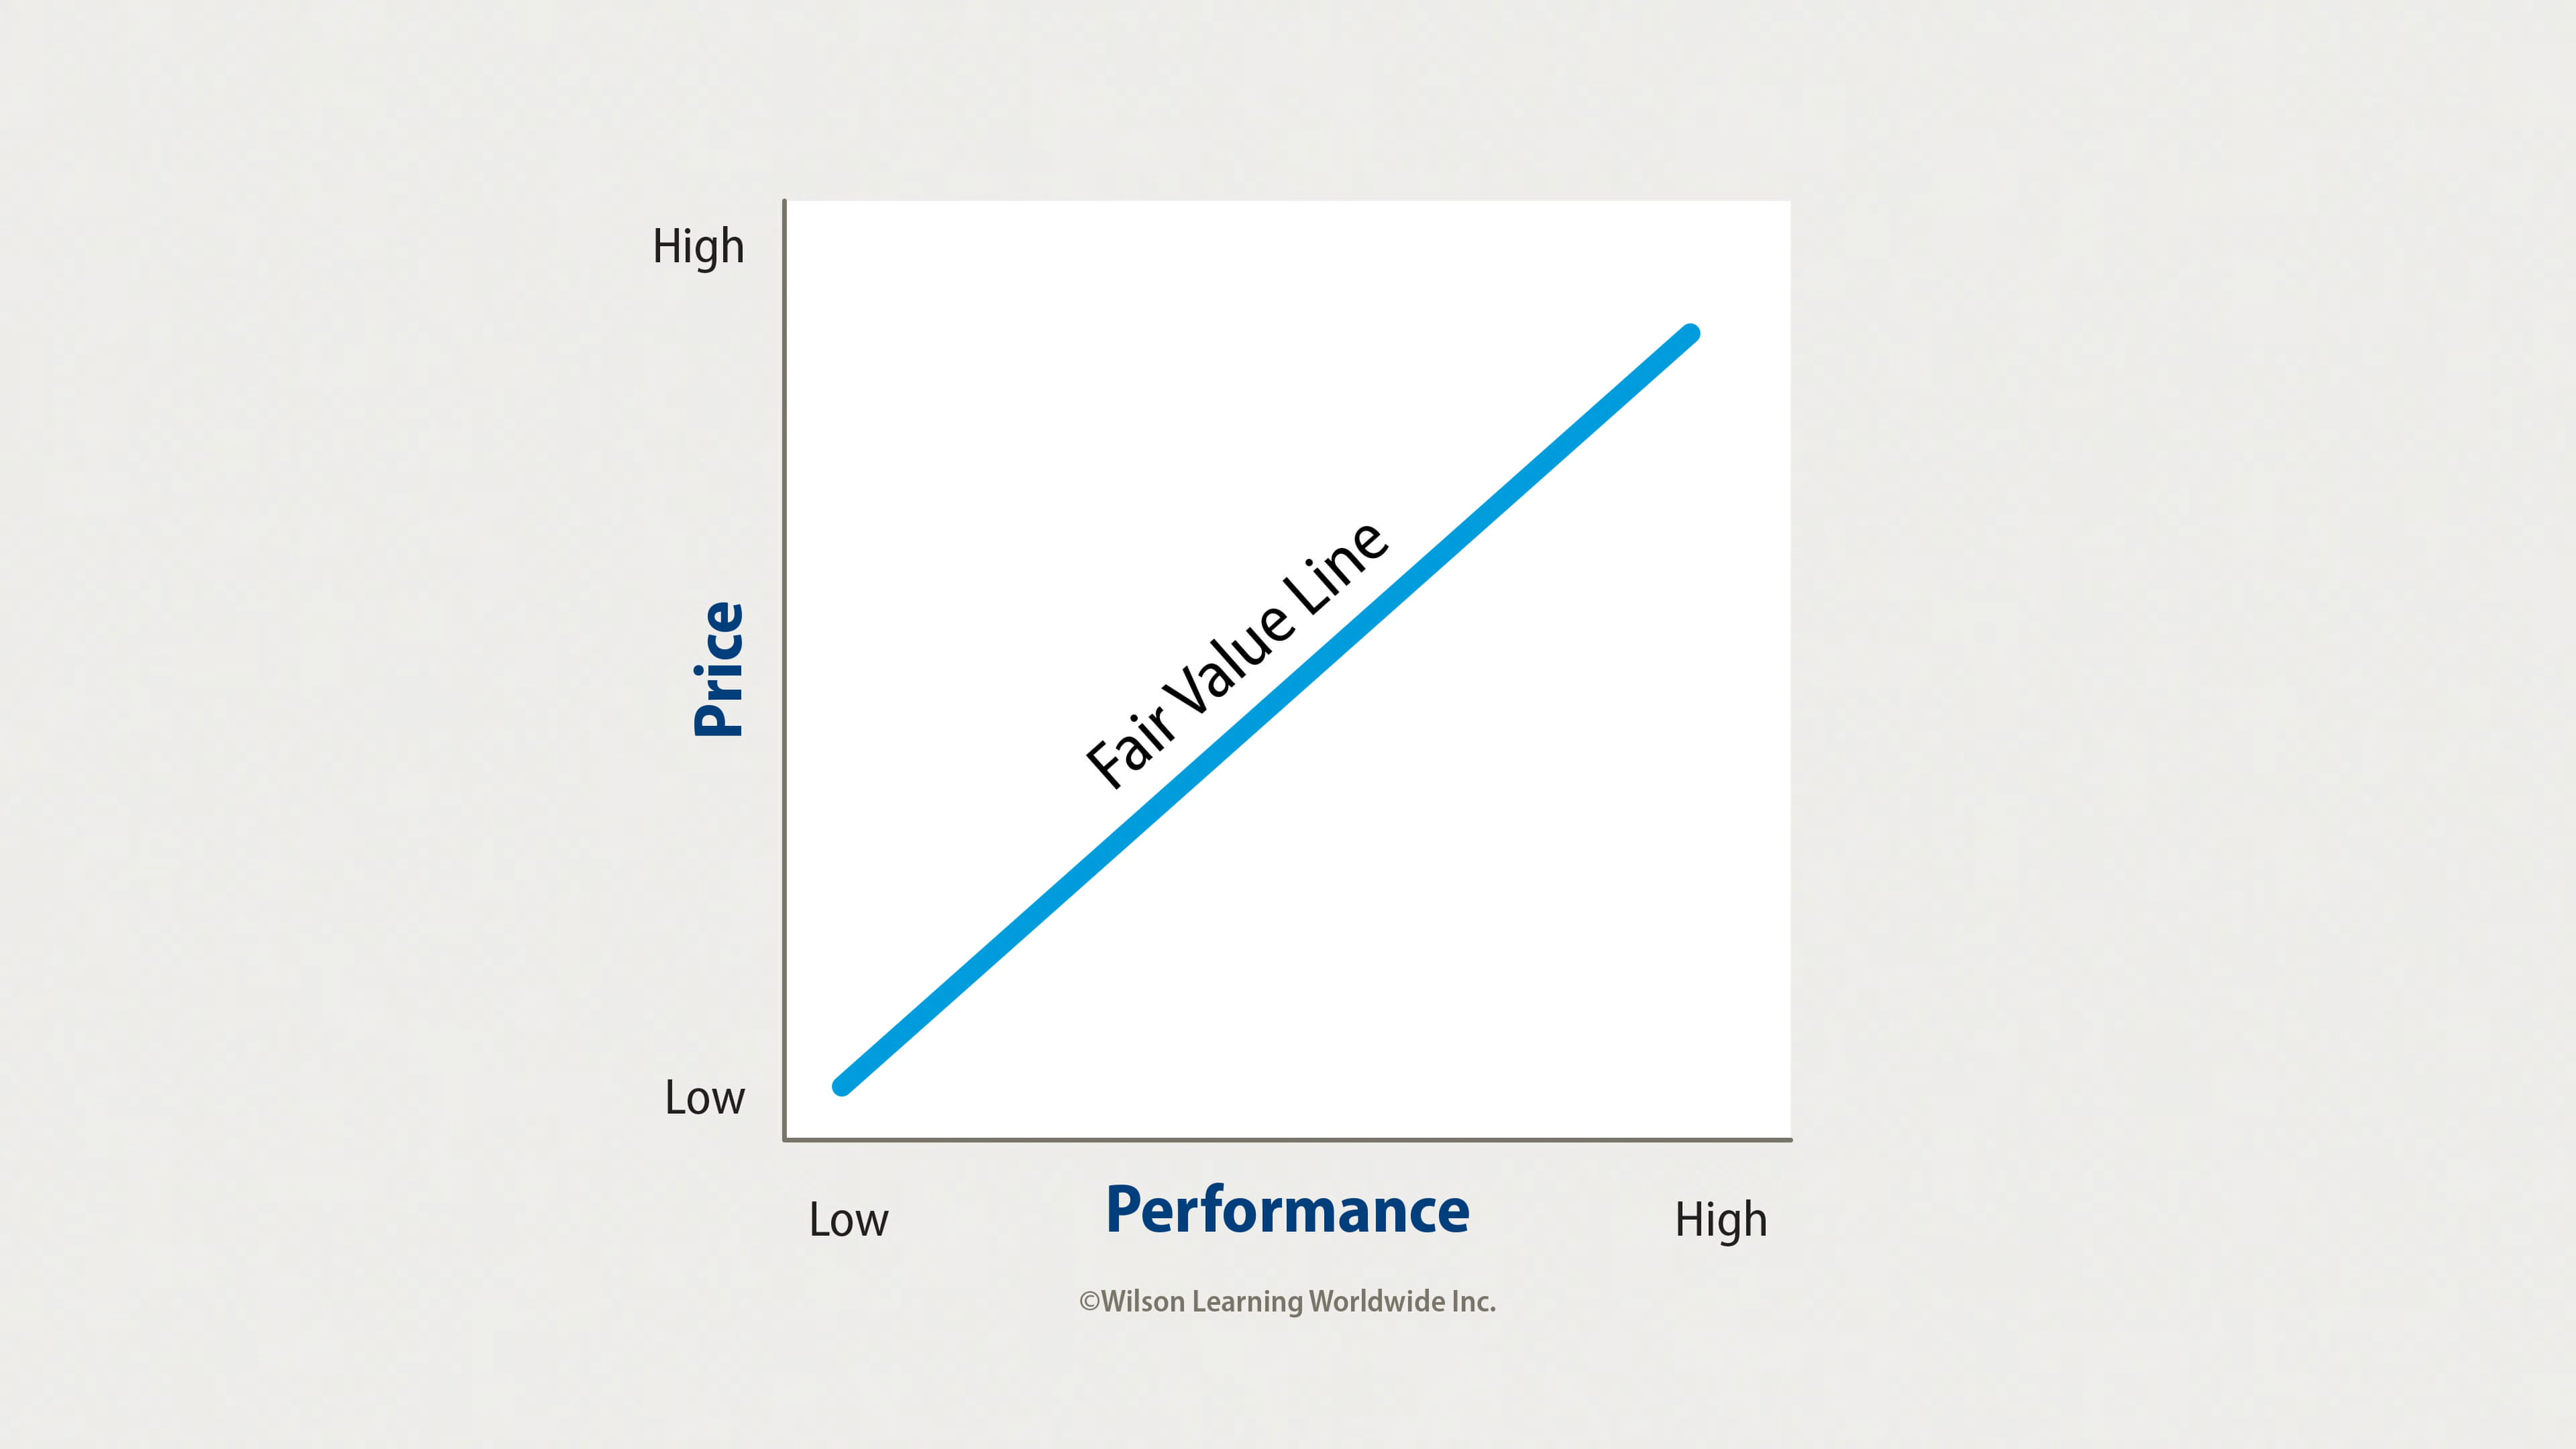 High
Price
Fair Value Line
Low
Low
Performance
High
©Wilson Learning Worldwide Inc.